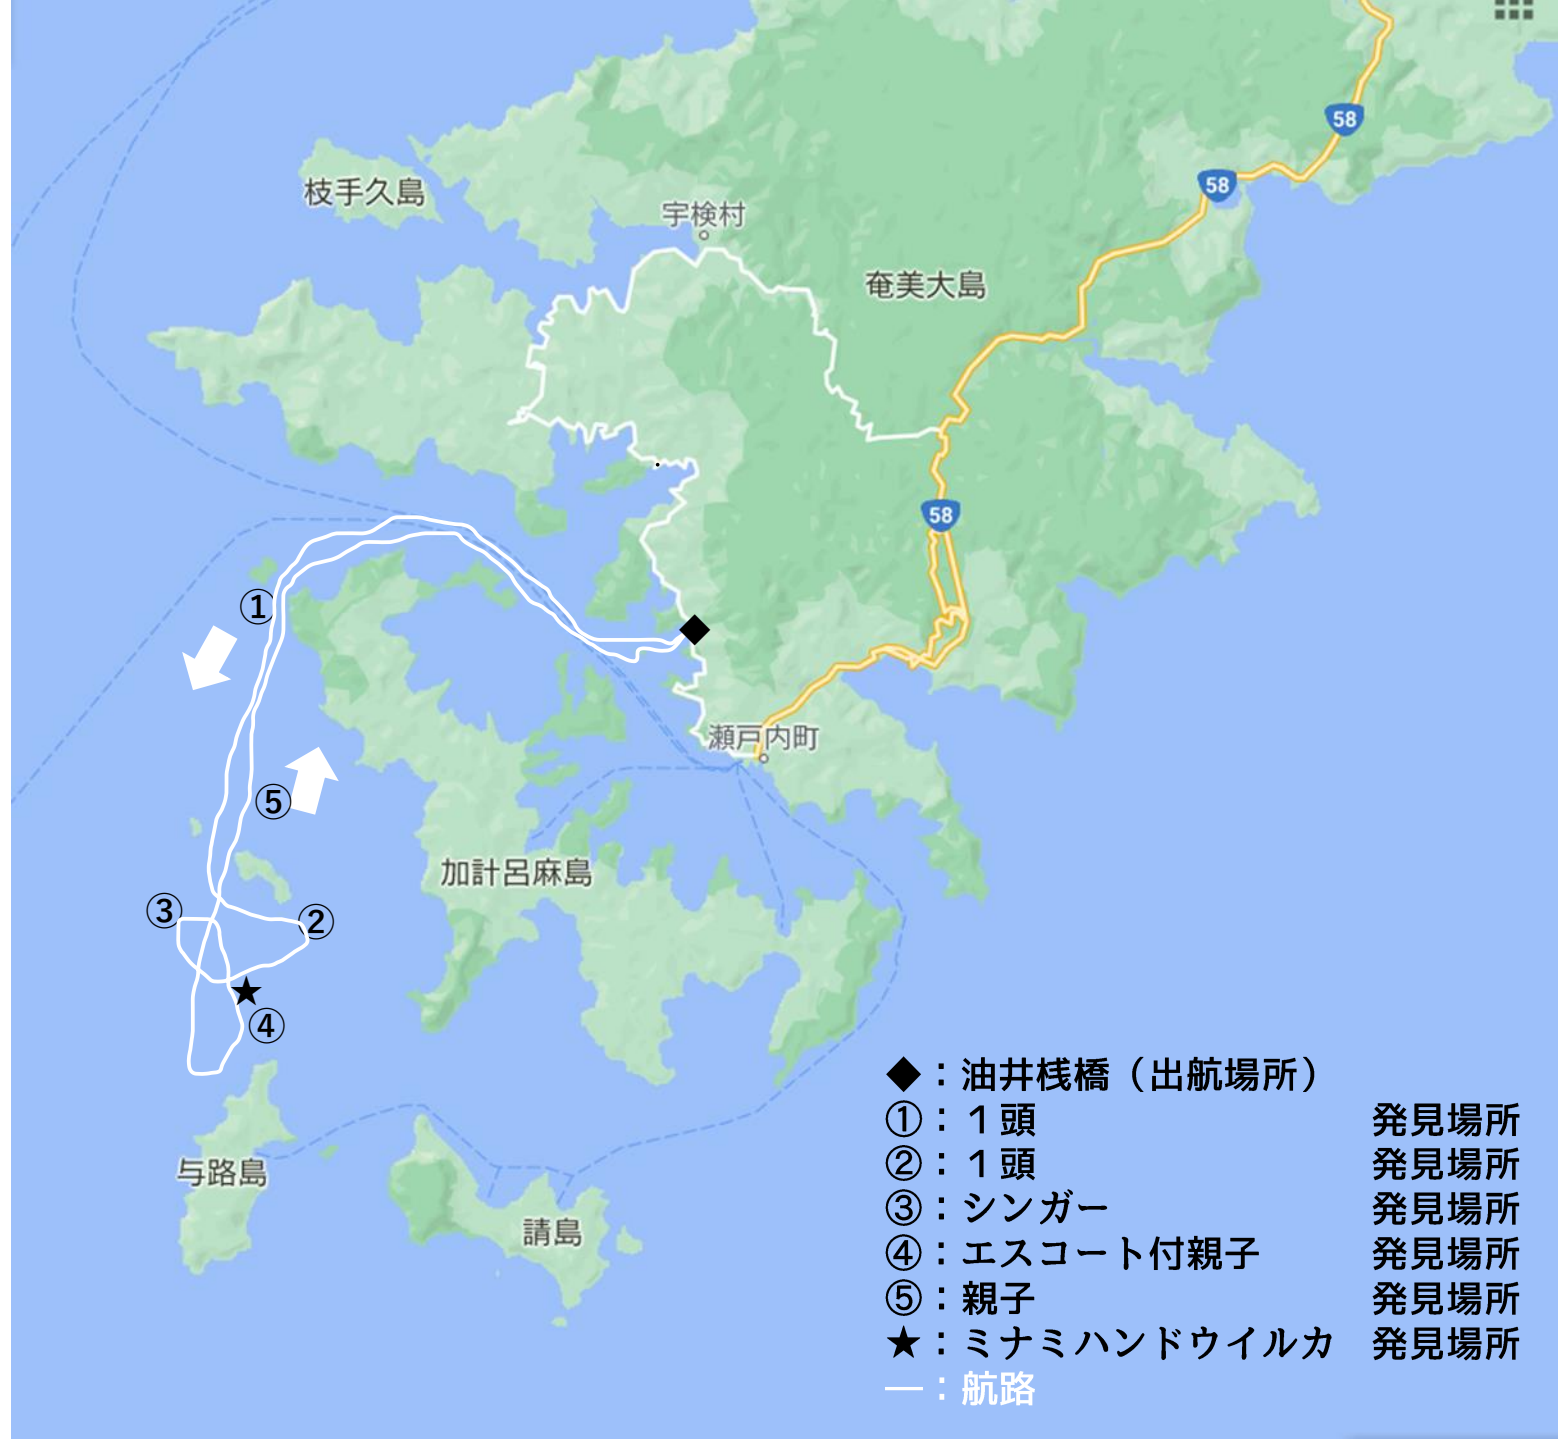 58
58
枝手久島
宇検村
奄美大島
58
①
瀬戸内町
⑤
加計呂麻島
③
②
★
④
◆：油井桟橋（出航場所）
①：１頭 発見場所
②：１頭 発見場所
③：シンガー 発見場所
④：エスコート付親子 発見場所
⑤：親子 発見場所
★：ミナミハンドウイルカ 発見場所
―：航路
与路島
請島